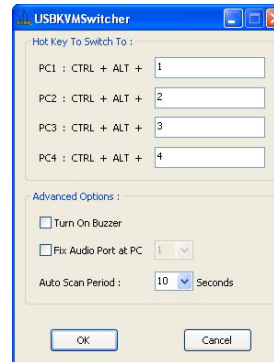 USBKVMSwitcher
Hot Key To Switch To :
PC1 : CTRL + ALT + 1
PC2 : CTRL + ALT + 2
PC3 : CTRL + ALT + 3
PC4 : CTRL + ALT + 4
Advanced Options :
Turn On Buzzer
Fix Audio Port at PC 1
Auto Scan Period : 10 Seconds
OK Cancel